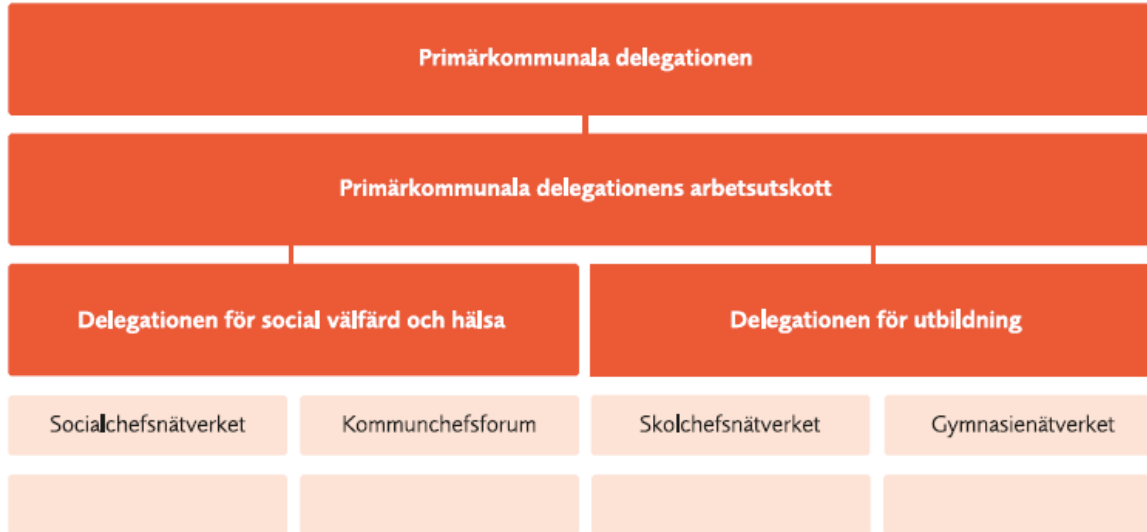 Primärkommunala delegationen
Primärkommunala delegationens arbetsutskott
Delegationen för social välfärd och hälsa
Delegationen för utbildning
Socialchefsnätverket
Kommunchefsforum
Skolchefsnätverket
Gymnasienätverket